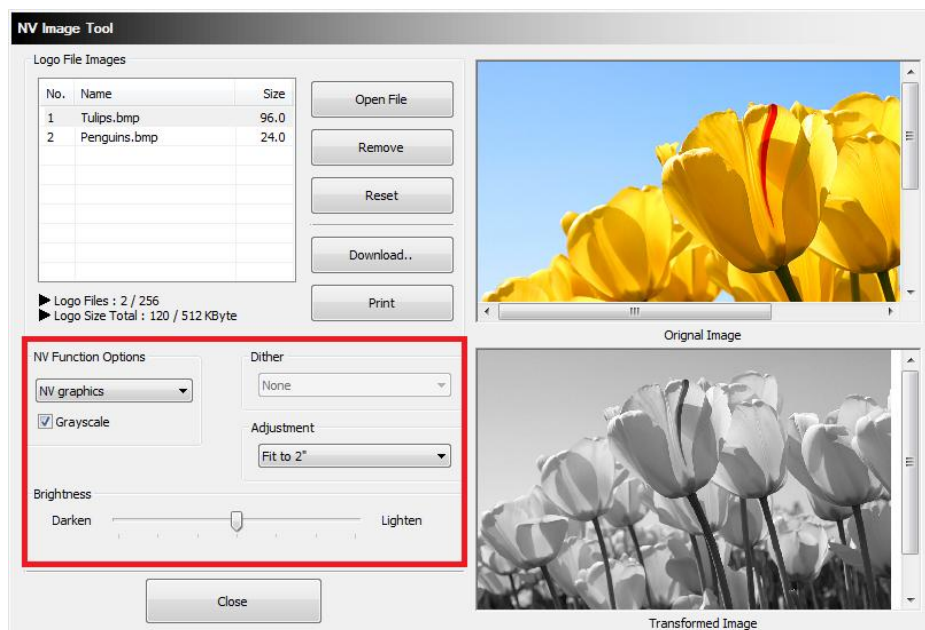 NV Image Tool
Logo File Images
No. Name Size
1 Tulips.bmp 96.0
2 Penguins.bmp 24.0
Open File
Remove
Reset
Download..
Print
▶ Logo Files : 2 / 256
▶ Logo Size Total : 120 / 512 KByte
Orignal Image
NV Function Options
NV graphics
Grayscale
Dither
None
Adjustment
Fit to 2"
Brightness
Darken Lighten
Close
Transformed Image